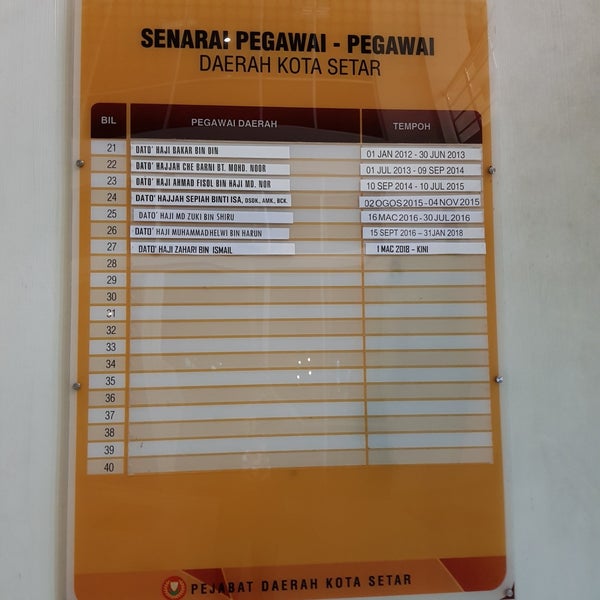 SENARAI PEGAWAI - PEGAWAI
DAERAH KOTA SETAR
BIL PEGAWAI DAERAH TEMPOH
21 DATO' HAJI BAKAR BIN DIN 01 JAN 2012 - 30 JUN 2013
22 DATO' HAJJAH CHE BARNI BT. MOHD. NOOR 01 JUL 2013 - 09 SEP 2014
23 DATO' HAJI AHMAD FISOL BIN HAJI MD. NOR 10 SEP 2014 - 10 JUL 2015
24 DATO' HAJJAH SEPIAH BINTI ISA, DSDK., AMK., BCK. 02 OGOS 2015 - 04 NOV 2015
25 DATO' HAJI MD ZUKI BIN SHIRU 16 MAC 2016 - 30 JUL 2016
26 DATO' HAJI MUHAMMAD HELWI BIN HARUN 15 SEPT 2016 – 31JAN 2018
27 DATO' HAJI ZAHARI BIN ISMAIL 1 MAC 2018 – KINI
28
29
30
31
32
33
34
35
36
37
38
39
40
PEJABAT DAERAH KOTA SETAR